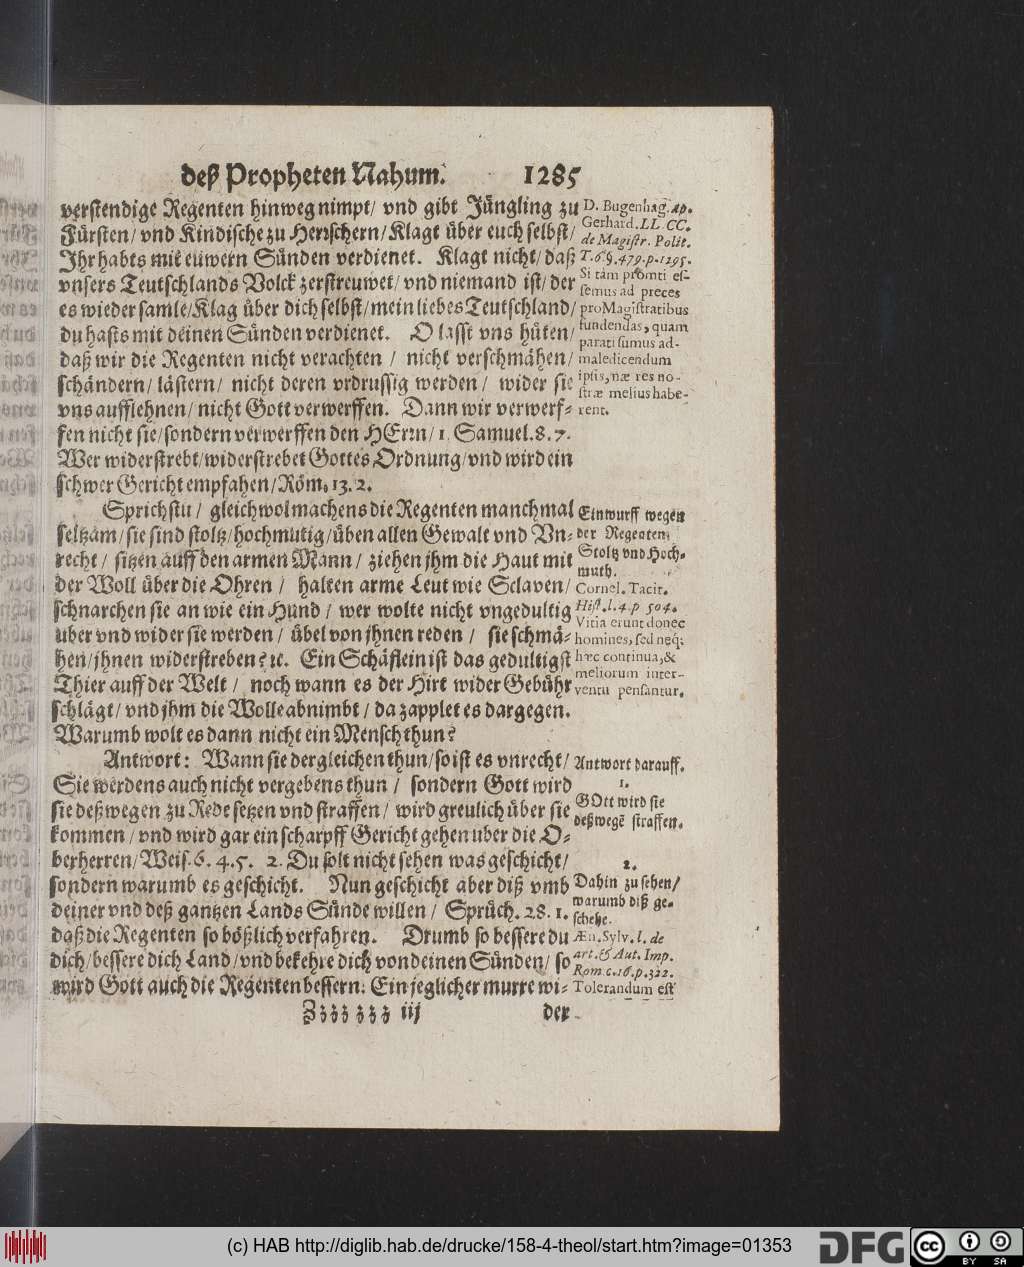 deß Propheten Nahum. 1285
verstendige Regenten hinweg nimpt/ vnd gibt Jüngling zu
Fürsten/ vnd Kindische zu Herrschern/ Klagt über euch selbst/
Ihr habts mit euwern Sünden verdienet. Klagt nicht/ daß
vnsers Teutschlands Volck zerstreuwet/ vnd niemand ist/ der
es wieder samle/ Klag über dich selbst/ mein liebes Teutschland/
du hasts mit deinen Sünden verdienet. O lasst vns hüten/
daß wir die Regenten nicht verachten / nicht verschmähen/
schändern/ lästern/ nicht deren vrdrussig werden / wider sie
vns aufflehnen/ nicht Gott verwerffen. Dann wir verwerf-
fen nicht sie/ sondern verwerffen den HErrn/ 1. Samuel. 8. 7.
Wer widerstrebt/ widerstrebet Gottes Ordnung/ vnd wird ein
schwer Gericht empfahen/ Röm. 13. 2.
Sprichstu / gleichwol machens die Regenten manchmal
seltzam/ sie sind stoltz/ hochmutig/ üben allen Gewalt vnd Vn-
recht / sitzen auff den armen Mann / ziehen jhm die Haut mit
der Woll über die Ohren / halten arme Leut wie Sclaven/
schnarchen sie an wie ein Hund / wer wolte nicht vngedultig
uber vnd wider sie werden / übel von jhnen reden / sie schmä-
hen/ jhnen widerstreben? ꝛc. Ein Schäflein ist das gedultigst
Thier auff der Welt / noch wann es der Hirt wider Gebühr
schlägt/ vnd jhm die Wolle abnimbt / da zapplet es dargegen.
Warumb wolt es dann nicht ein Mensch thun?
Antwort: Wann sie dergleichen thun/ so ist es vnrecht/
Sie werdens auch nicht vergebens thun / sondern Gott wird
sie deßwegen zu Rede setzen vnd straffen / wird greulich über sie
kommen / vnd wird gar ein scharpff Gericht gehen uber die O-
berherren/ Weis. 6. 4. 5. 2. Du solt nicht sehen was geschicht/
sondern warumb es geschicht. Nun geschicht aber diß vmb
deiner vnd deß gantzen Lands Sünde willen / Sprüch. 28. 1.
daß die Regenten so bößlich verfahren. Drumb so bessere du
dich/ bessere dich Land/ vnd bekehre dich von deinen Sünden/ so
wird Gott auch die Regenten bessern: Ein jeglicher murre wi-
Zzzz zzz iij der
D. Bugenhag. ap.
Gerhard. LL. CC.
de Magistr. Polit.
T. 6. §. 479. p. 1295.
Si tàm promti es-
semus ad preces
pro Magistratibus
fundendas, quam
parati sumus ad-
maledicendum
ipsis, næ res no-
stræ melius habe-
rent.
Einwurff wegen
der Regenten
Stoltz vnd Hoch-
muth.
Cornel. Tacit.
Hist. l. 4. p 504.
Vitia erunt donec
homines, sed neq;
hæc continua, &
meliorum inter-
ventu pensantur.
Antwort darauff.
1.
GOtt wird sie
deßwegē straffen.
2.
Dahin zu sehen/
warumb diß ge-
schehe.
Æn. Sylv. l. de
art. & Aut. Imp.
Rom. c. 16. p. 322.
Tolerandum est
(c) HAB http://diglib.hab.de/drucke/158-4-theol/start.htm?image=01353
DFG
cc BY SA